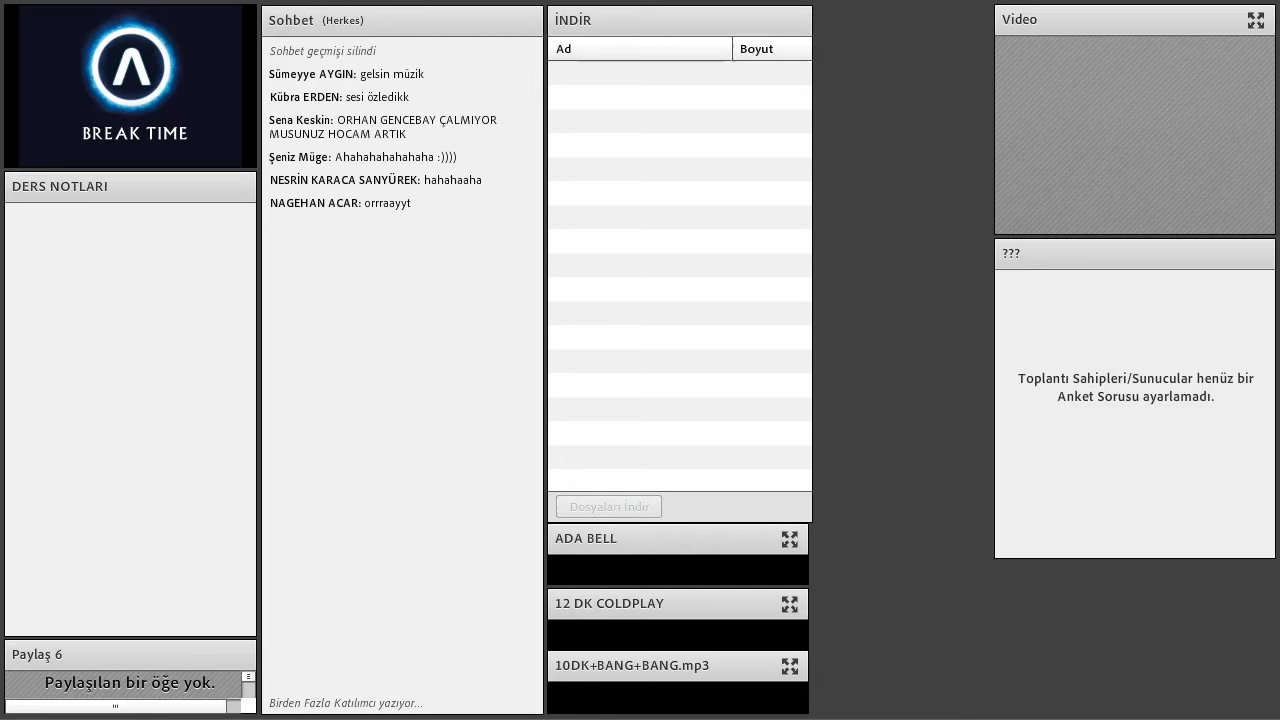 BREAK TIME
DERS NOTLARI
Paylaş 6
Paylaşılan bir öğe yok.
Sohbet (Herkes)
Sohbet geçmişi silindi
Sümeyye AYGIN: gelsin müzik
Kübra ERDEN: sesi özledikk
Sena Keskin: ORHAN GENCEBAY ÇALMIYOR
MUSUNUZ HOCAM ARTIK
Şeniz Müge: Ahahahahahahaha :))))
NESRİN KARACA SANYÜREK: hahahaaha
NAGEHAN ACAR: orrraayyt
Birden Fazla Katılımcı yazıyor...
İNDİR
Ad Boyut
Dosyaları İndir
ADA BELL
12 DK COLDPLAY
10DK+BANG+BANG.mp3
Video
???
Toplantı Sahipleri/Sunucular henüz bir
Anket Sorusu ayarlamadı.